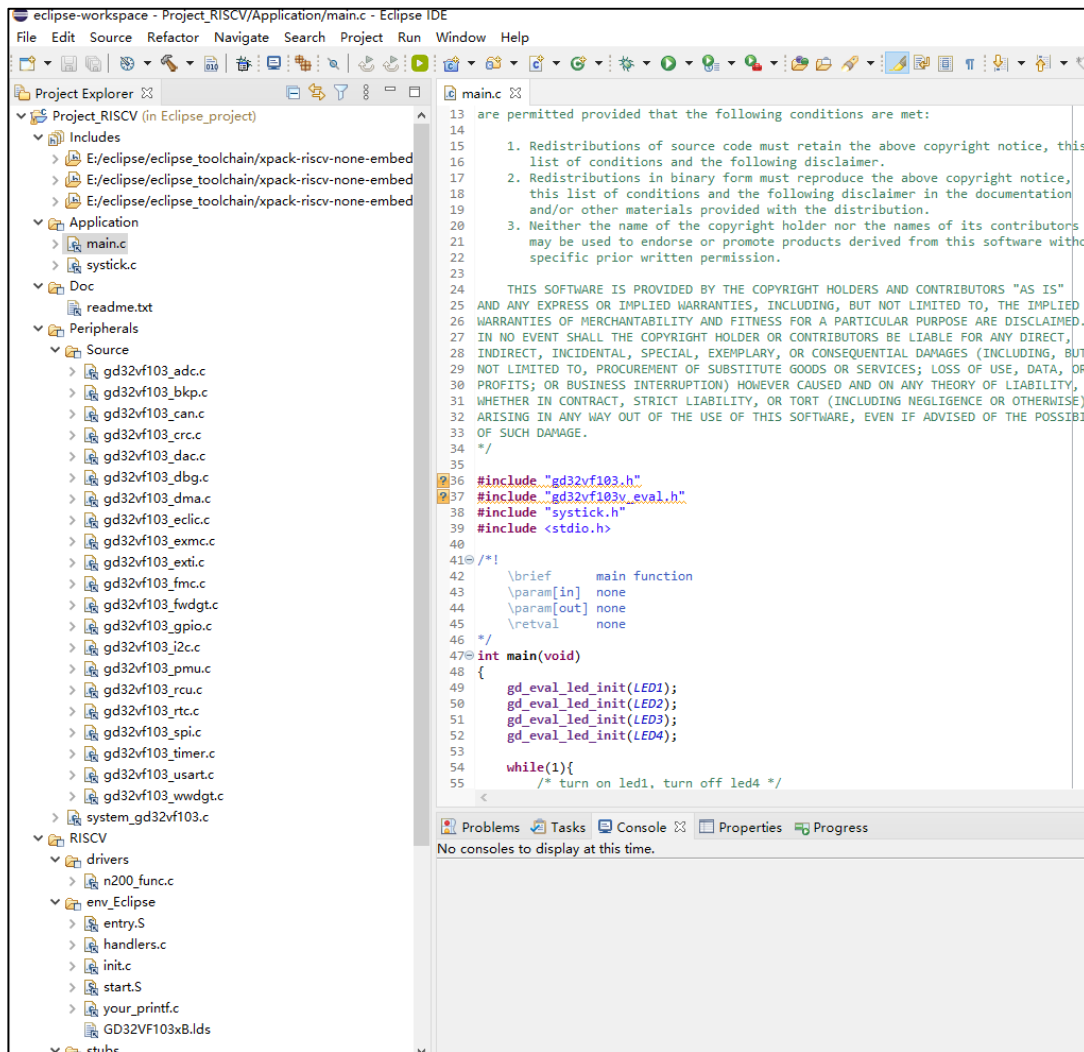 eclipse-workspace - Project_RISCV/Application/main.c - Eclipse IDE
File Edit Source Refactor Navigate Search Project Run Window Help
Project Explorer
Project_RISCV (in Eclipse_project)
Includes
E:/eclipse/eclipse_toolchain/xpack-riscv-none-embed
E:/eclipse/eclipse_toolchain/xpack-riscv-none-embed
E:/eclipse/eclipse_toolchain/xpack-riscv-none-embed
Application
main.c
systick.c
Doc
readme.txt
Peripherals
Source
gd32vf103_adc.c
gd32vf103_bkp.c
gd32vf103_can.c
gd32vf103_crc.c
gd32vf103_dac.c
gd32vf103_dbg.c
gd32vf103_dma.c
gd32vf103_eclic.c
gd32vf103_exmc.c
gd32vf103_exti.c
gd32vf103_fmc.c
gd32vf103_fwdgt.c
gd32vf103_gpio.c
gd32vf103_i2c.c
gd32vf103_pmu.c
gd32vf103_rcu.c
gd32vf103_rtc.c
gd32vf103_spi.c
gd32vf103_timer.c
gd32vf103_usart.c
gd32vf103_wwdgt.c
system_gd32vf103.c
RISCV
drivers
n200_func.c
env_Eclipse
entry.S
handlers.c
init.c
start.S
your_printf.c
GD32VF103xB.lds
stubs
main.c
13 are permitted provided that the following conditions are met:
14
15 1. Redistributions of source code must retain the above copyright notice, this
16 list of conditions and the following disclaimer.
17 2. Redistributions in binary form must reproduce the above copyright notice,
18 this list of conditions and the following disclaimer in the documentation
19 and/or other materials provided with the distribution.
20 3. Neither the name of the copyright holder nor the names of its contributors
21 may be used to endorse or promote products derived from this software witho
22 specific prior written permission.
23
24 THIS SOFTWARE IS PROVIDED BY THE COPYRIGHT HOLDERS AND CONTRIBUTORS "AS IS"
25 AND ANY EXPRESS OR IMPLIED WARRANTIES, INCLUDING, BUT NOT LIMITED TO, THE IMPLIED
26 WARRANTIES OF MERCHANTABILITY AND FITNESS FOR A PARTICULAR PURPOSE ARE DISCLAIMED.
27 IN NO EVENT SHALL THE COPYRIGHT HOLDER OR CONTRIBUTORS BE LIABLE FOR ANY DIRECT,
28 INDIRECT, INCIDENTAL, SPECIAL, EXEMPLARY, OR CONSEQUENTIAL DAMAGES (INCLUDING, BUT
29 NOT LIMITED TO, PROCUREMENT OF SUBSTITUTE GOODS OR SERVICES; LOSS OF USE, DATA, OR
30 PROFITS; OR BUSINESS INTERRUPTION) HOWEVER CAUSED AND ON ANY THEORY OF LIABILITY,
31 WHETHER IN CONTRACT, STRICT LIABILITY, OR TORT (INCLUDING NEGLIGENCE OR OTHERWISE)
32 ARISING IN ANY WAY OUT OF THE USE OF THIS SOFTWARE, EVEN IF ADVISED OF THE POSSIBI
33 OF SUCH DAMAGE.
34 */
35
36 #include "gd32vf103.h"
37 #include "gd32vf103v_eval.h"
38 #include "systick.h"
39 #include <stdio.h>
40
41 /*!
42 \brief main function
43 \param[in] none
44 \param[out] none
45 \retval none
46 */
47 int main(void)
48 {
49 gd_eval_led_init(LED1);
50 gd_eval_led_init(LED2);
51 gd_eval_led_init(LED3);
52 gd_eval_led_init(LED4);
53
54 while(1){
55 /* turn on led1, turn off led4 */
Problems Tasks Console Properties Progress
No consoles to display at this time.